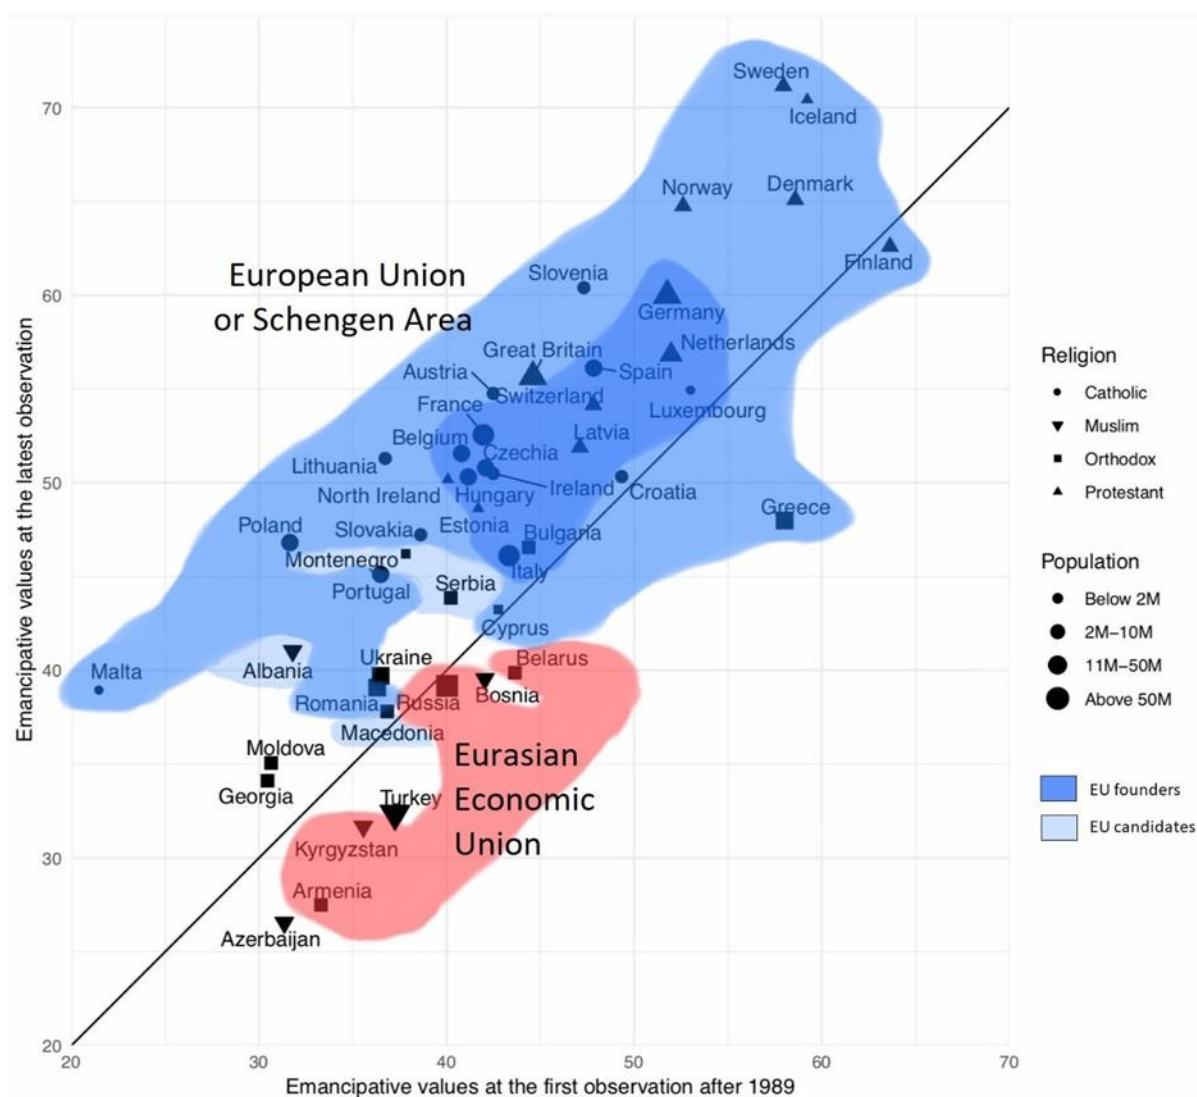 70
60
50
40
30
20
20
30
40
50
60
70
Emancipative values at the latest observation
Emancipative values at the first observation after 1989
European Union
or Schengen Area
Sweden
Iceland
Norway
Denmark
Finland
Slovenia
Germany
Great Britain
Netherlands
Austria
Spain
Switzerland
France
Luxembourg
Belgium
Latvia
Czechia
Lithuania
North Ireland
Hungary
Ireland
Croatia
Poland
Slovakia
Estonia
Bulgaria
Greece
Montenegro
Italy
Portugal
Serbia
Cyprus
Malta
Albania
Ukraine
Belarus
Romania
Russia
Bosnia
Macedonia
Moldova
Georgia
Turkey
Eurasian
Economic
Union
Kyrgyzstan
Armenia
Azerbaijan
Religion
Catholic
Muslim
Orthodox
Protestant
Population
Below 2M
2M–10M
11M–50M
Above 50M
EU founders
EU candidates